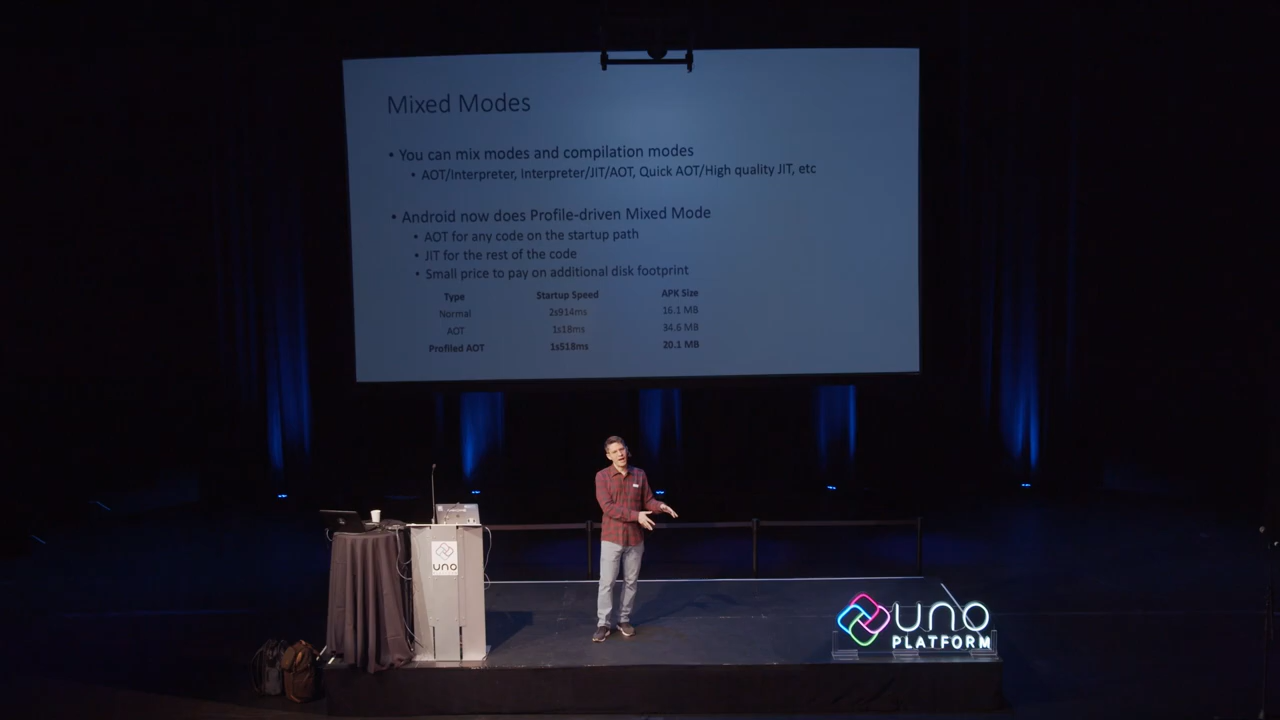 Mixed Modes
• You can mix modes and compilation modes
• AOT/Interpreter, Interpreter/JIT/AOT, Quick AOT/High quality JIT, etc
• Android now does Profile-driven Mixed Mode
• AOT for any code on the startup path
• JIT for the rest of the code
• Small price to pay on additional disk footprint
Type Startup Speed APK Size
Normal 2s914ms 16.1 MB
AOT 1s18ms 34.6 MB
Profiled AOT 1s518ms 20.1 MB
uno
UNO
PLATFORM